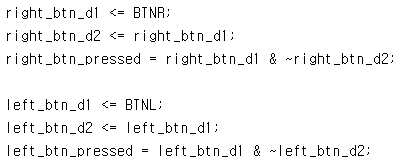 right_btn_d1 <= BTNR;
right_btn_d2 <= right_btn_d1;
right_btn_pressed = right_btn_d1 & ~right_btn_d2;
left_btn_d1 <= BTNL;
left_btn_d2 <= left_btn_d1;
left_btn_pressed = left_btn_d1 & ~left_btn_d2;